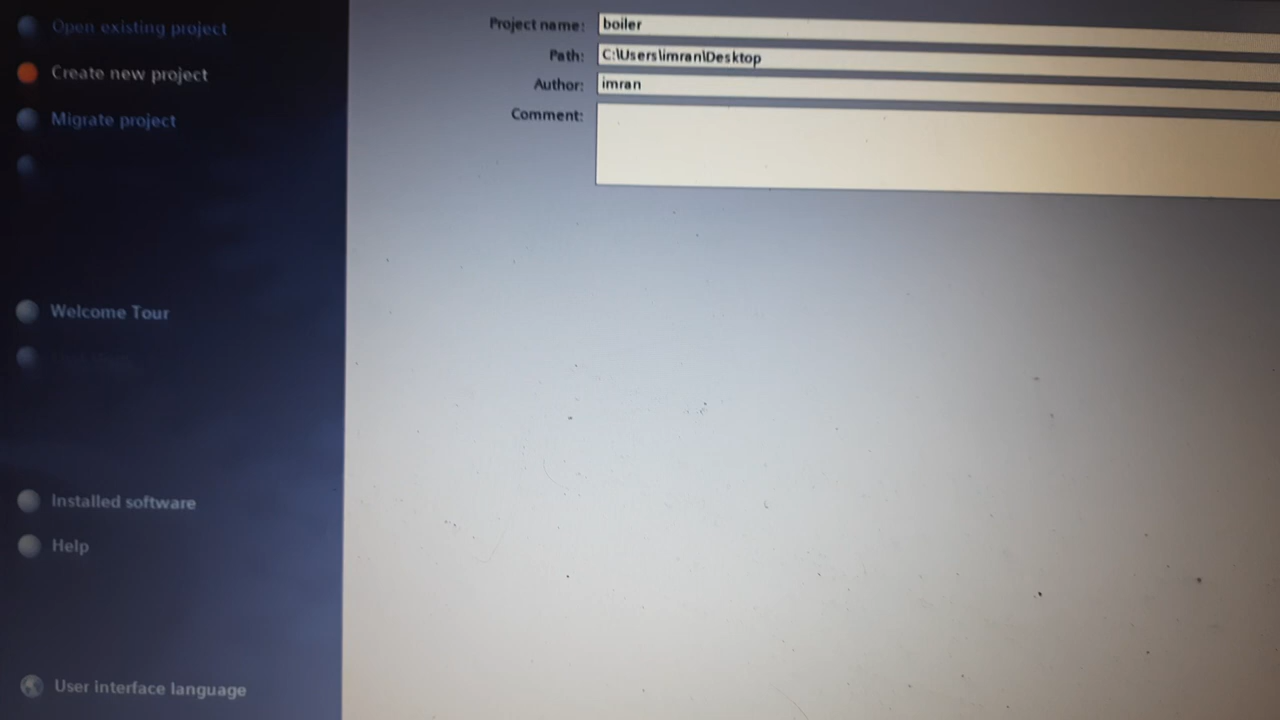 Open existing project
Create new project
Migrate project
Welcome Tour
Installed software
Help
User interface language
Project name: boiler
Path: C:\Users\imran\Desktop
Author: imran
Comment: